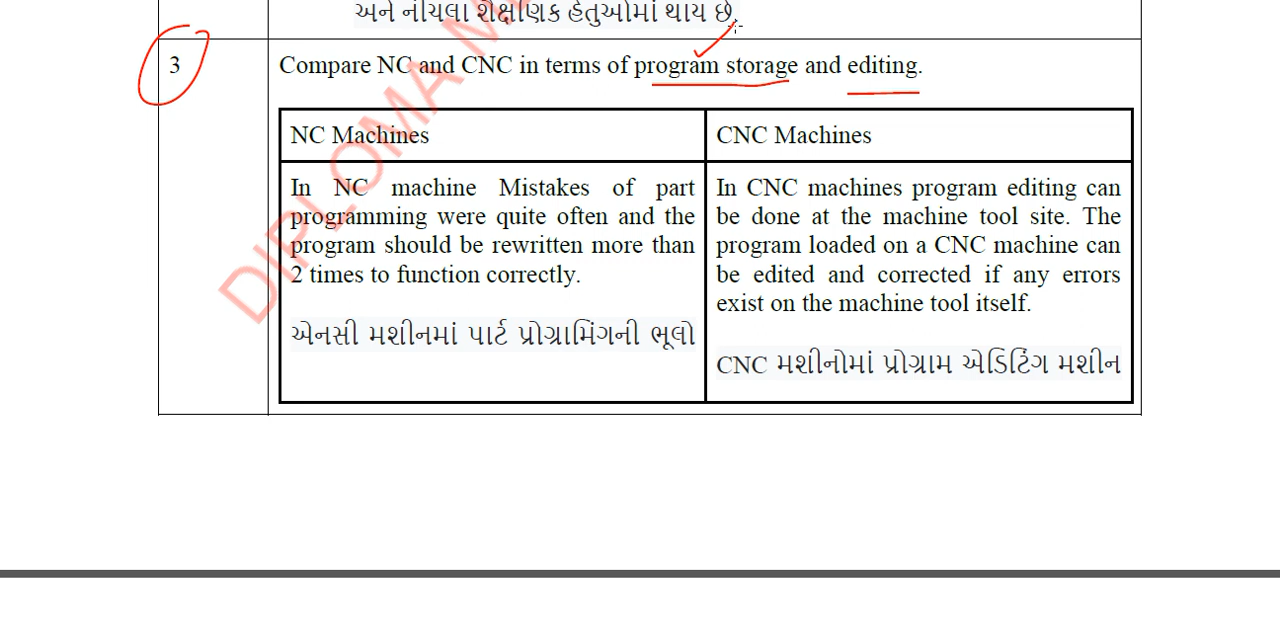 અને નીચલા શૈક્ષણિક હેતુઓમાં થાય છે.
3
Compare NC and CNC in terms of program storage and editing.
NC Machines
CNC Machines
In NC machine Mistakes of part
programming were quite often and the
program should be rewritten more than
2 times to function correctly.
એનસી મશીનમાં પાર્ટ પ્રોગ્રામિંગની ભૂલો
In CNC machines program editing can
be done at the machine tool site. The
program loaded on a CNC machine can
be edited and corrected if any errors
exist on the machine tool itself.
CNC મશીનોમાં પ્રોગ્રામ એડિટિંગ મશીન
DIPLOMA